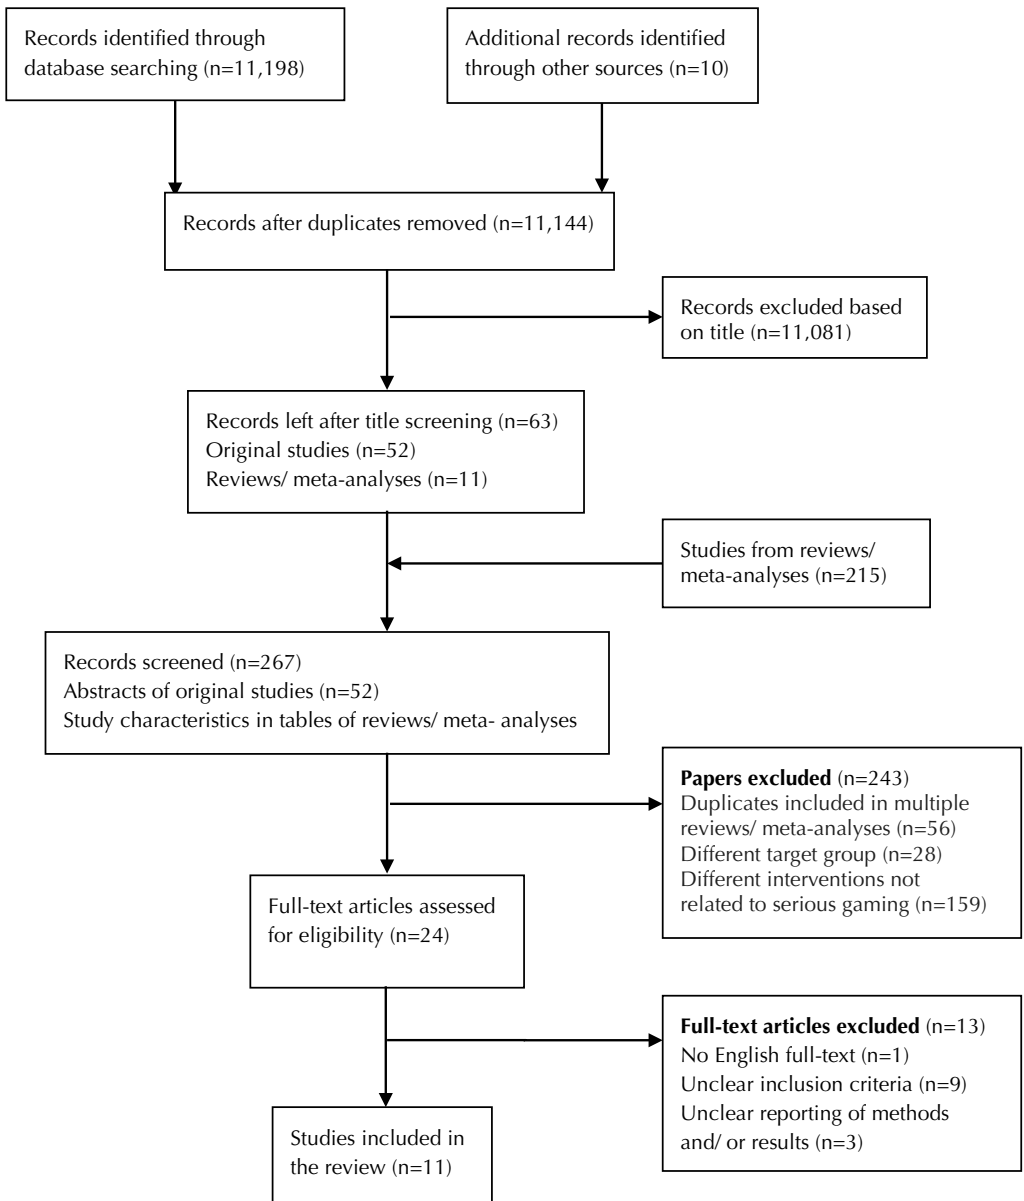 Records identified through
database searching (n=11,198)
Additional records identified
through other sources (n=10)
Records after duplicates removed (n=11,144)
Records excluded based
on title (n=11,081)
Records left after title screening (n=63)
Original studies (n=52)
Reviews/ meta-analyses (n=11)
Studies from reviews/
meta-analyses (n=215)
Records screened (n=267)
Abstracts of original studies (n=52)
Study characteristics in tables of reviews/ meta- analyses
Papers excluded (n=243)
Duplicates included in multiple
reviews/ meta-analyses (n=56)
Different target group (n=28)
Different interventions not
related to serious gaming (n=159)
Full-text articles assessed
for eligibility (n=24)
Full-text articles excluded (n=13)
No English full-text (n=1)
Unclear inclusion criteria (n=9)
Unclear reporting of methods
and/ or results (n=3)
Studies included in
the review (n=11)